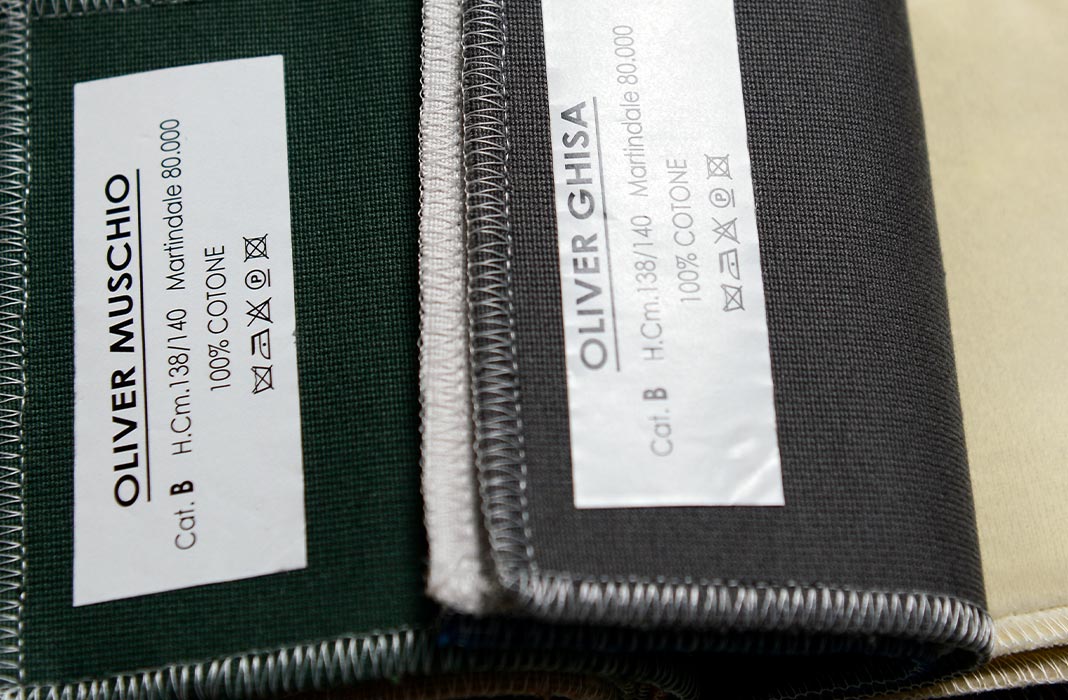 OLIVER MUSCHIO
Cat. B H.Cm.138/140 Martindale 80.000
100% COTONE
P
OLIVER GHISA
Cat. B H.Cm.138/140 Martindale 80.000
100% COTONE
P